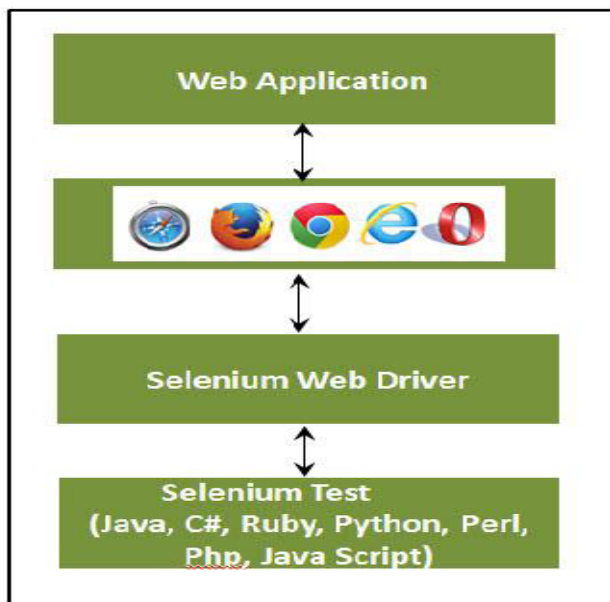 Web Application
Selenium Web Driver
Selenium Test
(Java, C#, Ruby, Python, Perl,
Php, Java Script)